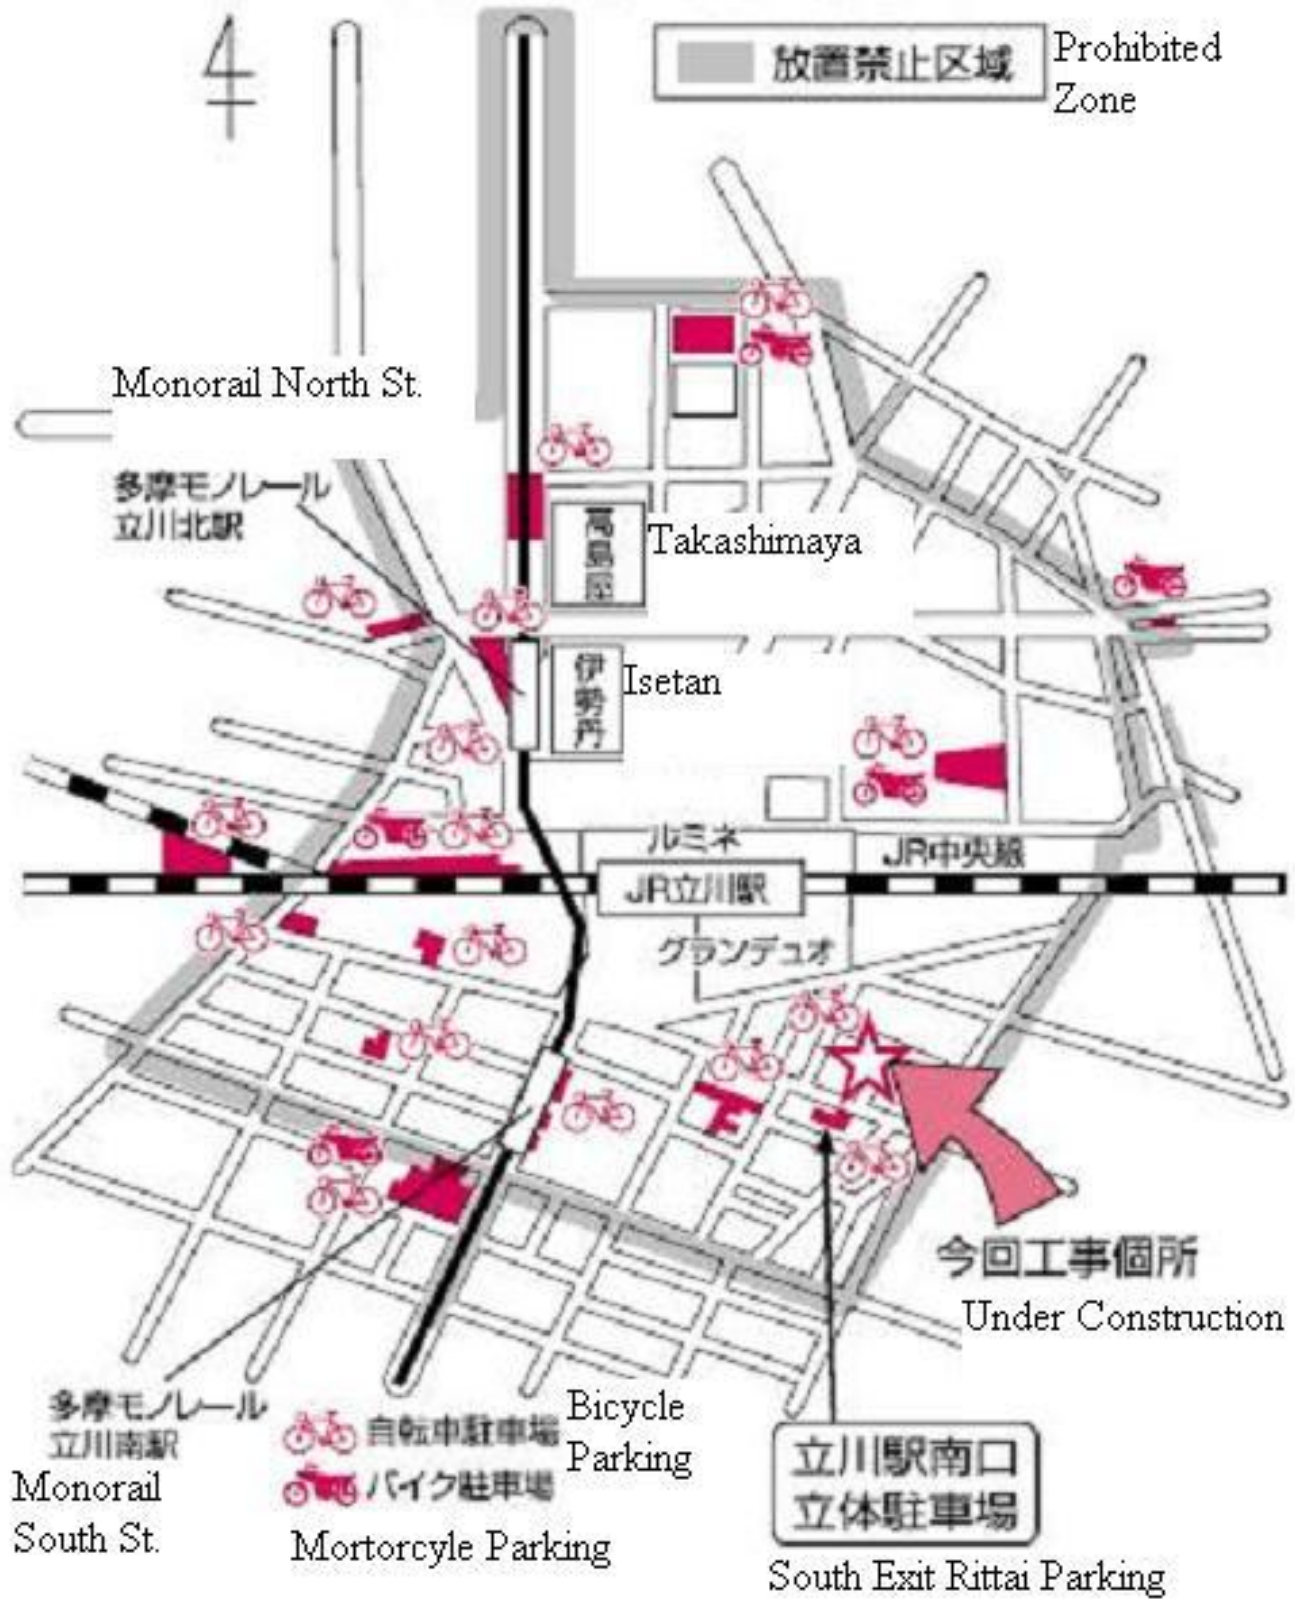 放置禁止区域
Prohibited
Zone
Monorail North St.
多摩モノレール
立川北駅
高島屋
Takashimaya
伊勢丹
Isetan
ルミネ
JR中央線
JR立川駅
グランデュオ
今回工事個所
Under Construction
多摩モノレール
立川南駅
Monorail
South St.
自転車駐車場
Bicycle
Parking
バイク駐車場
Mortorcyle Parking
立川駅南口
立体駐車場
South Exit Rittai Parking